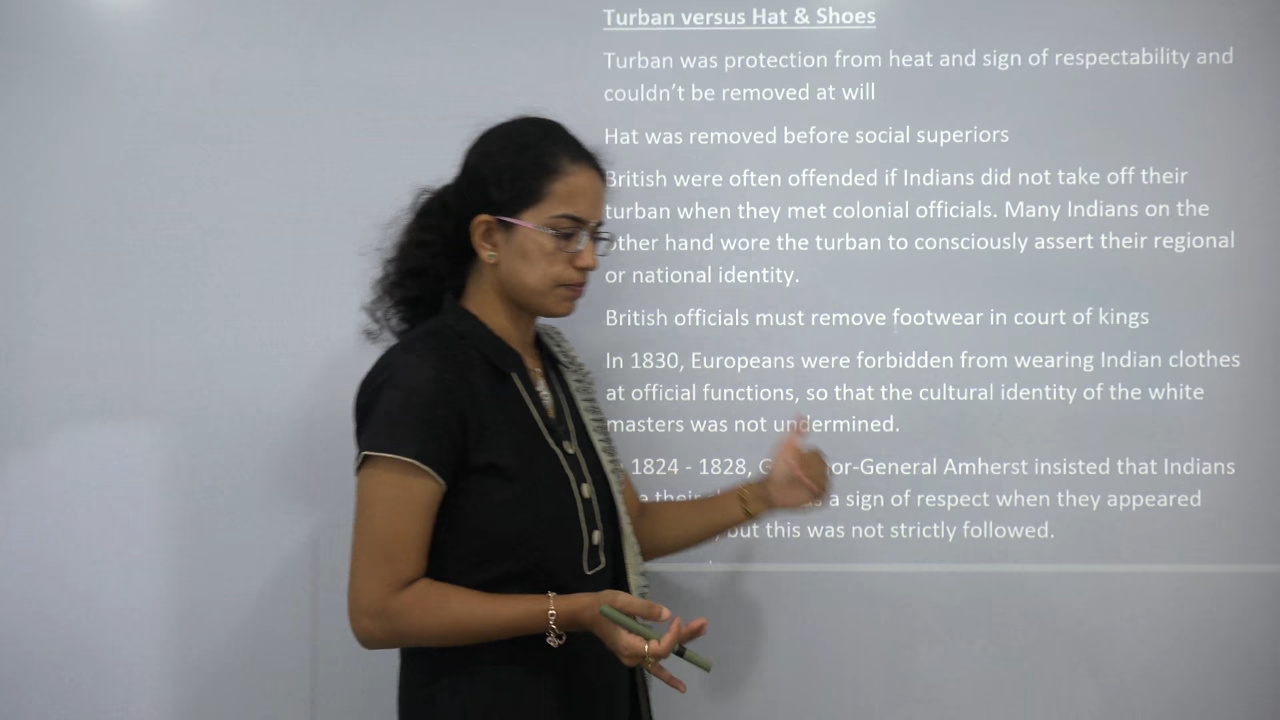 Turban versus Hat & Shoes
Turban was protection from heat and sign of respectability and
couldn't be removed at will
Hat was removed before social superiors
British were often offended if Indians did not take off their
turban when they met colonial officials. Many Indians on the
other hand wore the turban to consciously assert their regional
or national identity.
British officials must remove footwear in court of kings
In 1830, Europeans were forbidden from wearing Indian clothes
at official functions, so that the cultural identity of the white
masters was not undermined.
1824 - 1828, Governor-General Amherst insisted that Indians
their as a sign of respect when they appeared
but this was not strictly followed.